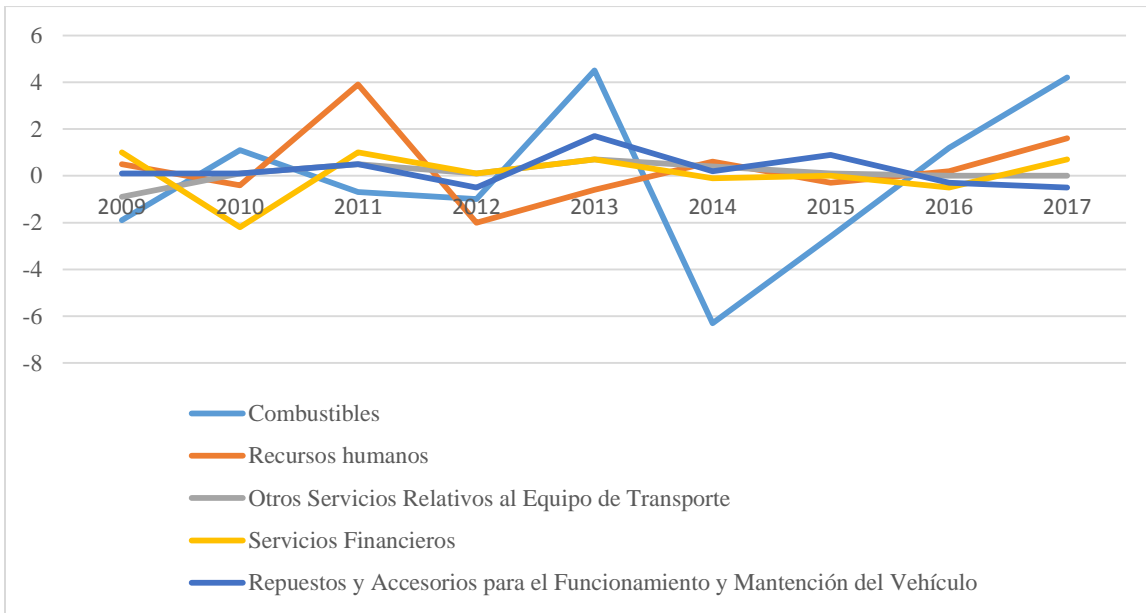 6
4
2
0
-2
-4
-6
-8
2009 2010 2011 2012 2013 2014 2015 2016 2017
Combustibles
Recursos humanos
Otros Servicios Relativos al Equipo de Transporte
Servicios Financieros
Repuestos y Accesorios para el Funcionamiento y Mantención del Vehículo